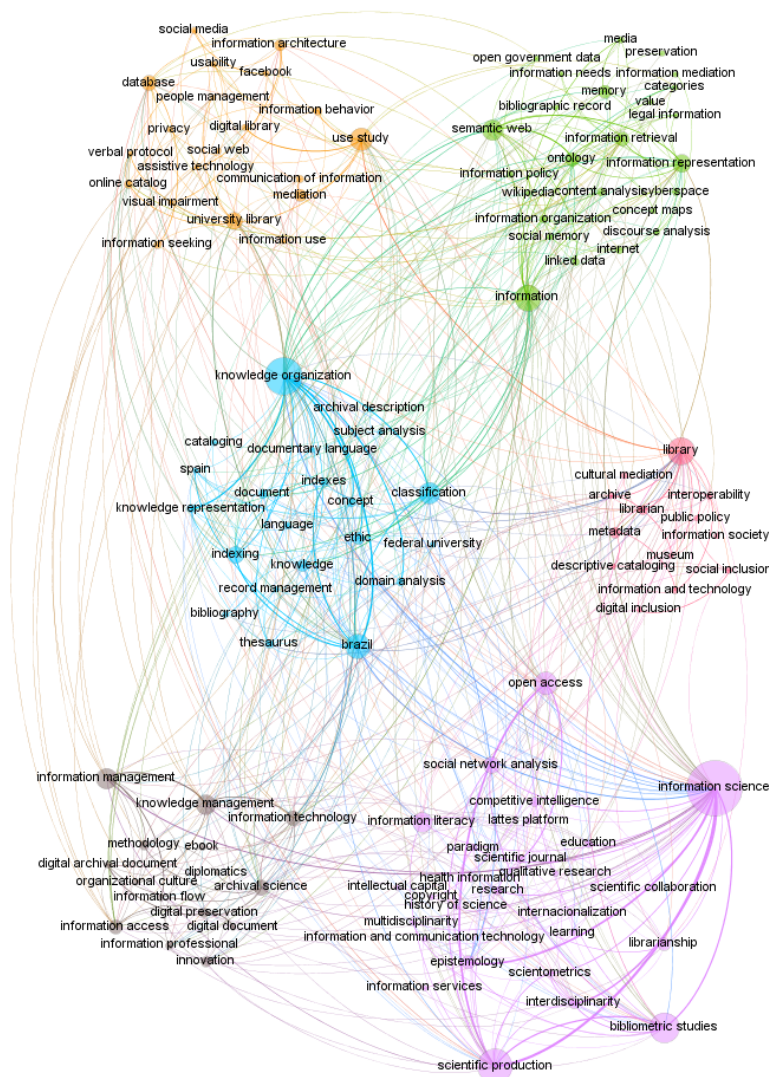 social media
information architecture
usability
facebook
database
people management
information behavior
privacy
digital library
use study
verbal protocol
social web
assistive technology
online catalog
communication of information
visual impairment
mediation
university library
information seeking
information use
media
open government data
preservation
information needs
information mediation
memory
categories
bibliographic record
value
legal information
semantic web
information retrieval
ontology
information representation
information policy
wikipedia
content analysis
cyberspace
information organization
concept maps
social memory
discourse analysis
internet
linked data
information
knowledge organization
archival description
subject analysis
cataloging
documentary language
spain
indexes
document
classification
knowledge representation
concept
language
ethic
federal university
indexing
knowledge
domain analysis
record management
bibliography
thesaurus
brazil
library
cultural mediation
archive
interoperability
librarian
public policy
metadata
information society
museum
descriptive cataloging
social inclusion
information and technology
digital inclusion
open access
social network analysis
information science
competitive intelligence
information literacy
lattes platform
paradigm
education
scientific journal
health information
qualitative research
intellectual capital
research
scientific collaboration
copyright
history of science
internacionalization
multidisciplinarity
information and communication technology
learning
librarianship
epistemology
scientometrics
information services
interdisciplinarity
bibliometric studies
scientific production
information management
knowledge management
information technology
methodology
ebook
digital archival document
diplomatics
organizational culture
archival science
information flow
digital preservation
information access
digital document
information professional
innovation